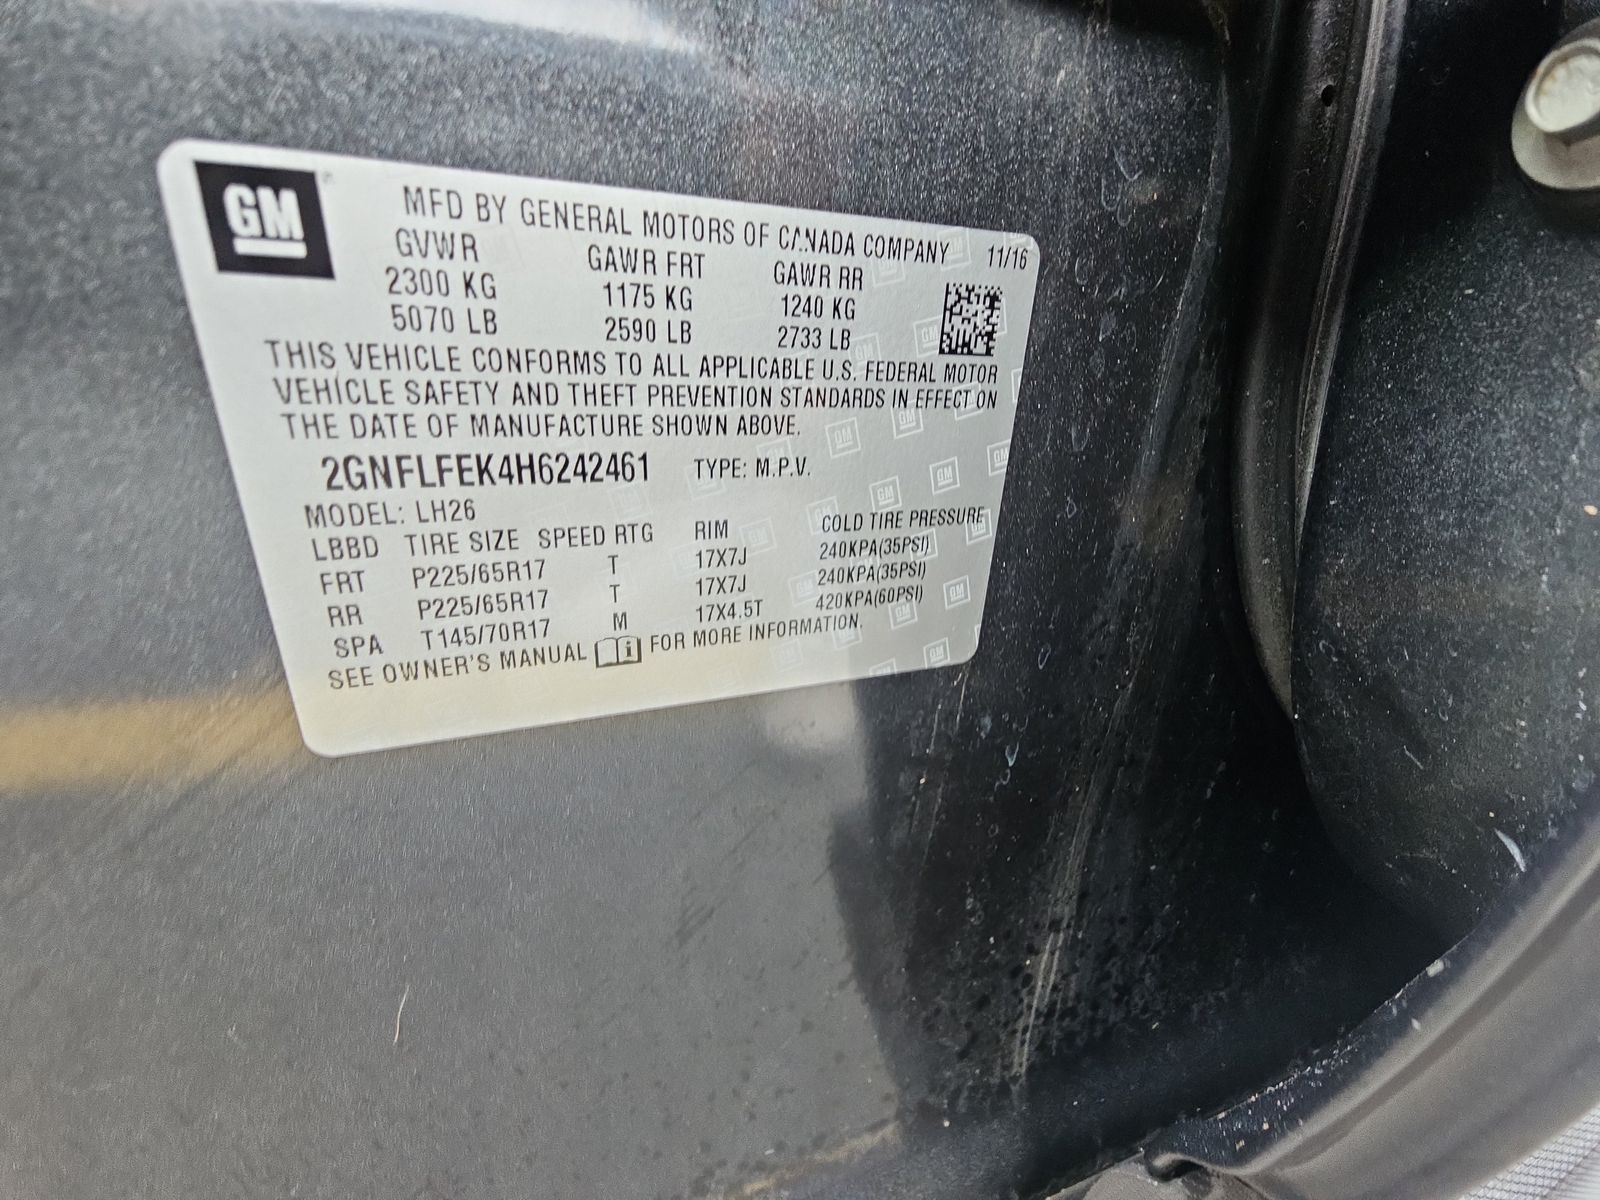 GM
MFD BY GENERAL MOTORS OF CANADA COMPANY 11/16
GVWR GAWR FRT GAWR RR
2300 KG 1175 KG 1240 KG
5070 LB 2590 LB 2733 LB
THIS VEHICLE CONFORMS TO ALL APPLICABLE U.S. FEDERAL MOTOR
VEHICLE SAFETY AND THEFT PREVENTION STANDARDS IN EFFECT ON
THE DATE OF MANUFACTURE SHOWN ABOVE.
2GNFLFEK4H6242461 TYPE: M.P.V.
MODEL: LH26
LBBD TIRE SIZE SPEED RTG RIM COLD TIRE PRESSURE
FRT P225/65R17 T 17X7J 240KPA(35PSI)
RR P225/65R17 T 17X7J 240KPA(35PSI)
SPA T145/70R17 M 17X4.5T 420KPA(60PSI)
SEE OWNER'S MANUAL i FOR MORE INFORMATION.